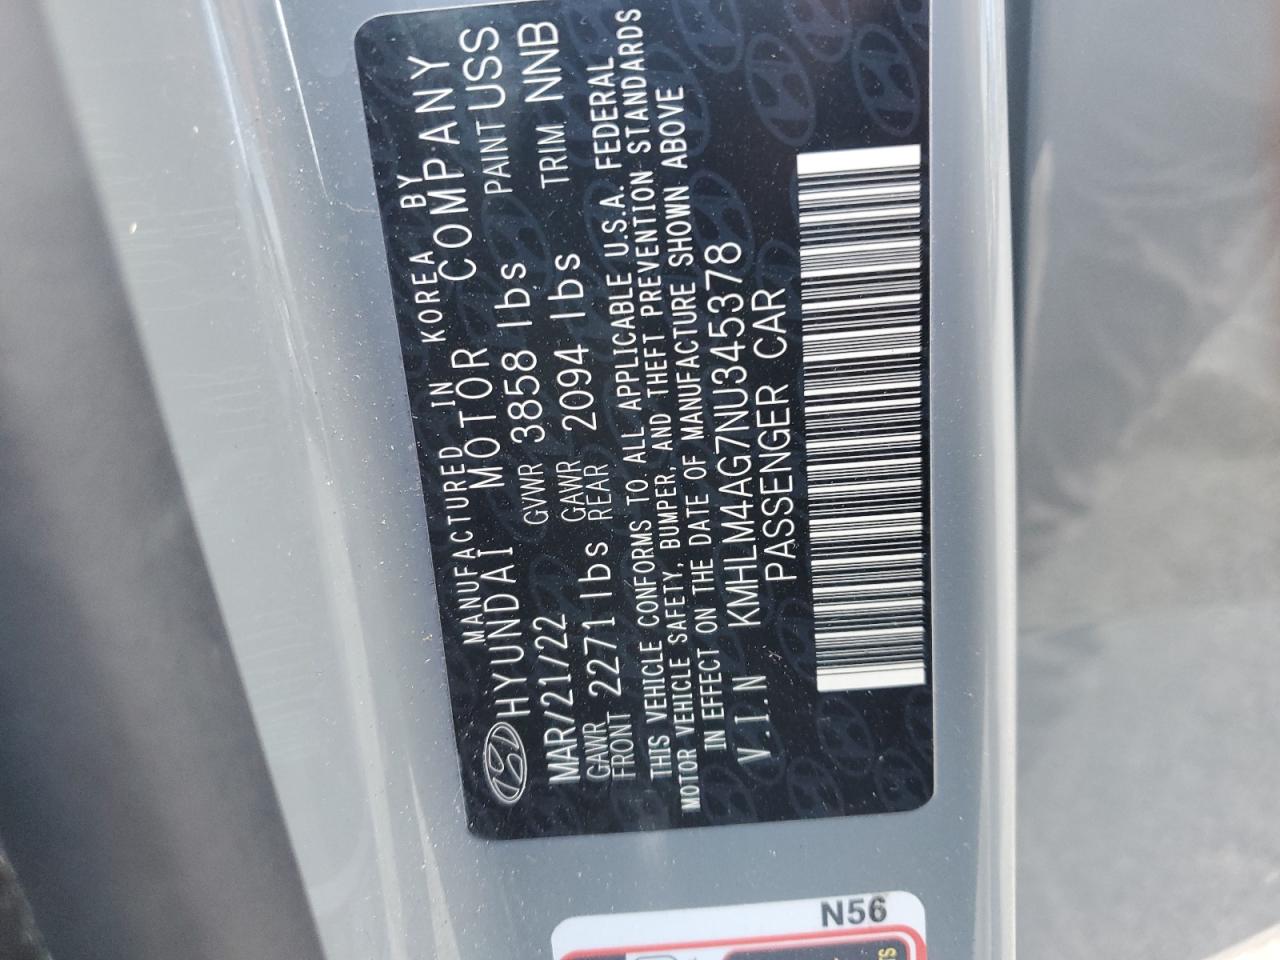 MANUFACTURED IN KOREA BY
HYUNDAI MOTOR COMPANY
MAR/21/22 GVWR 3858 lbs PAINT USS
GAWR FRONT 2271 lbs GAWR REAR 2094 lbs TRIM NNB
THIS VEHICLE CONFORMS TO ALL APPLICABLE U.S.A. FEDERAL
MOTOR VEHICLE SAFETY, BUMPER, AND THEFT PREVENTION STANDARDS
IN EFFECT ON THE DATE OF MANUFACTURE SHOWN ABOVE
V.I.N KMHLM4AG7NU345378
PASSENGER CAR
N56